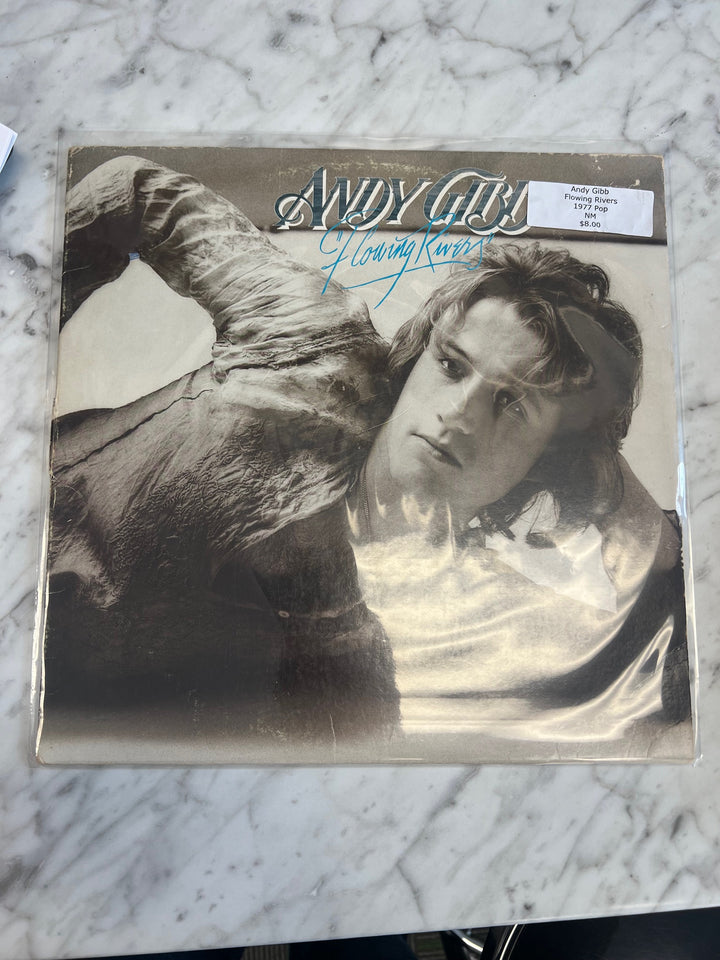 ANDY GIBB
Flowing Rivers
Andy Gibb
Flowing Rivers
1977 Pop
NM
$8.00